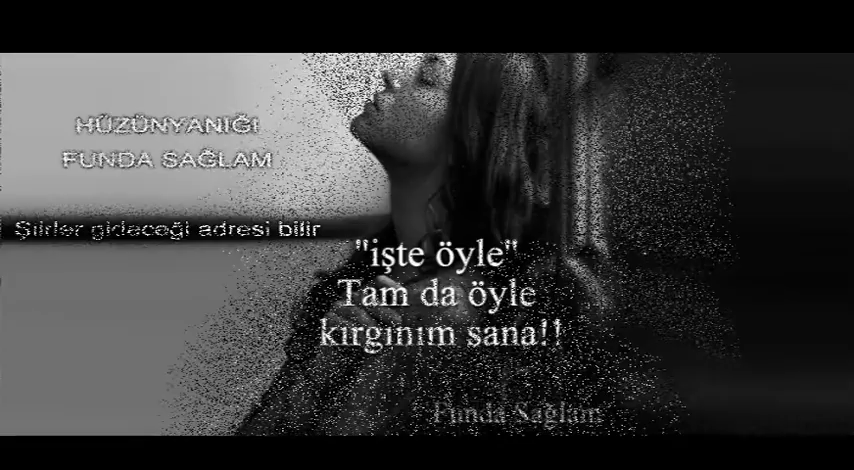 HÜZÜNYANIĞI
FUNDA SAĞLAM
Şiirler gideceği adresi bilir
"işte öyle"
Tam da öyle
kırgınım sana!!
Funda Sağlam